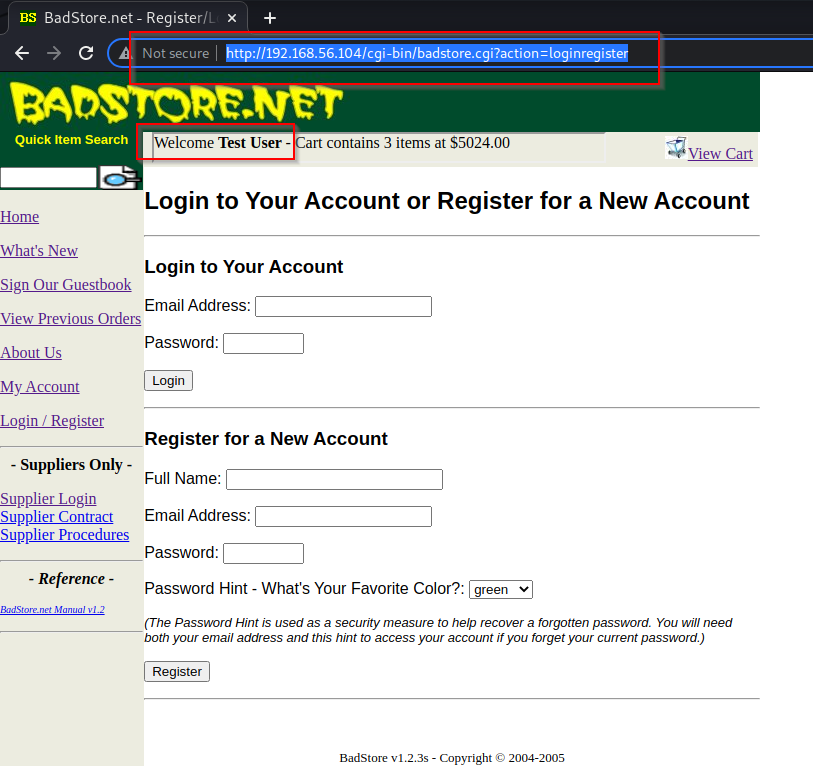 BS BadStore.net - Register/L
Not secure http://192.168.56.104/cgi-bin/badstore.cgi?action=loginregister
BADSTORE.NET
Quick Item Search
Welcome Test User - Cart contains 3 items at $5024.00
View Cart
Home
What's New
Sign Our Guestbook
View Previous Orders
About Us
My Account
Login / Register
- Suppliers Only -
Supplier Login
Supplier Contract
Supplier Procedures
- Reference -
BadStore.net Manual v1.2
Login to Your Account or Register for a New Account
Login to Your Account
Email Address:
Password:
Login
Register for a New Account
Full Name:
Email Address:
Password:
Password Hint - What's Your Favorite Color?: green
(The Password Hint is used as a security measure to help recover a forgotten password. You will need
both your email address and this hint to access your account if you forget your current password.)
Register
BadStore v1.2.3s - Copyright © 2004-2005